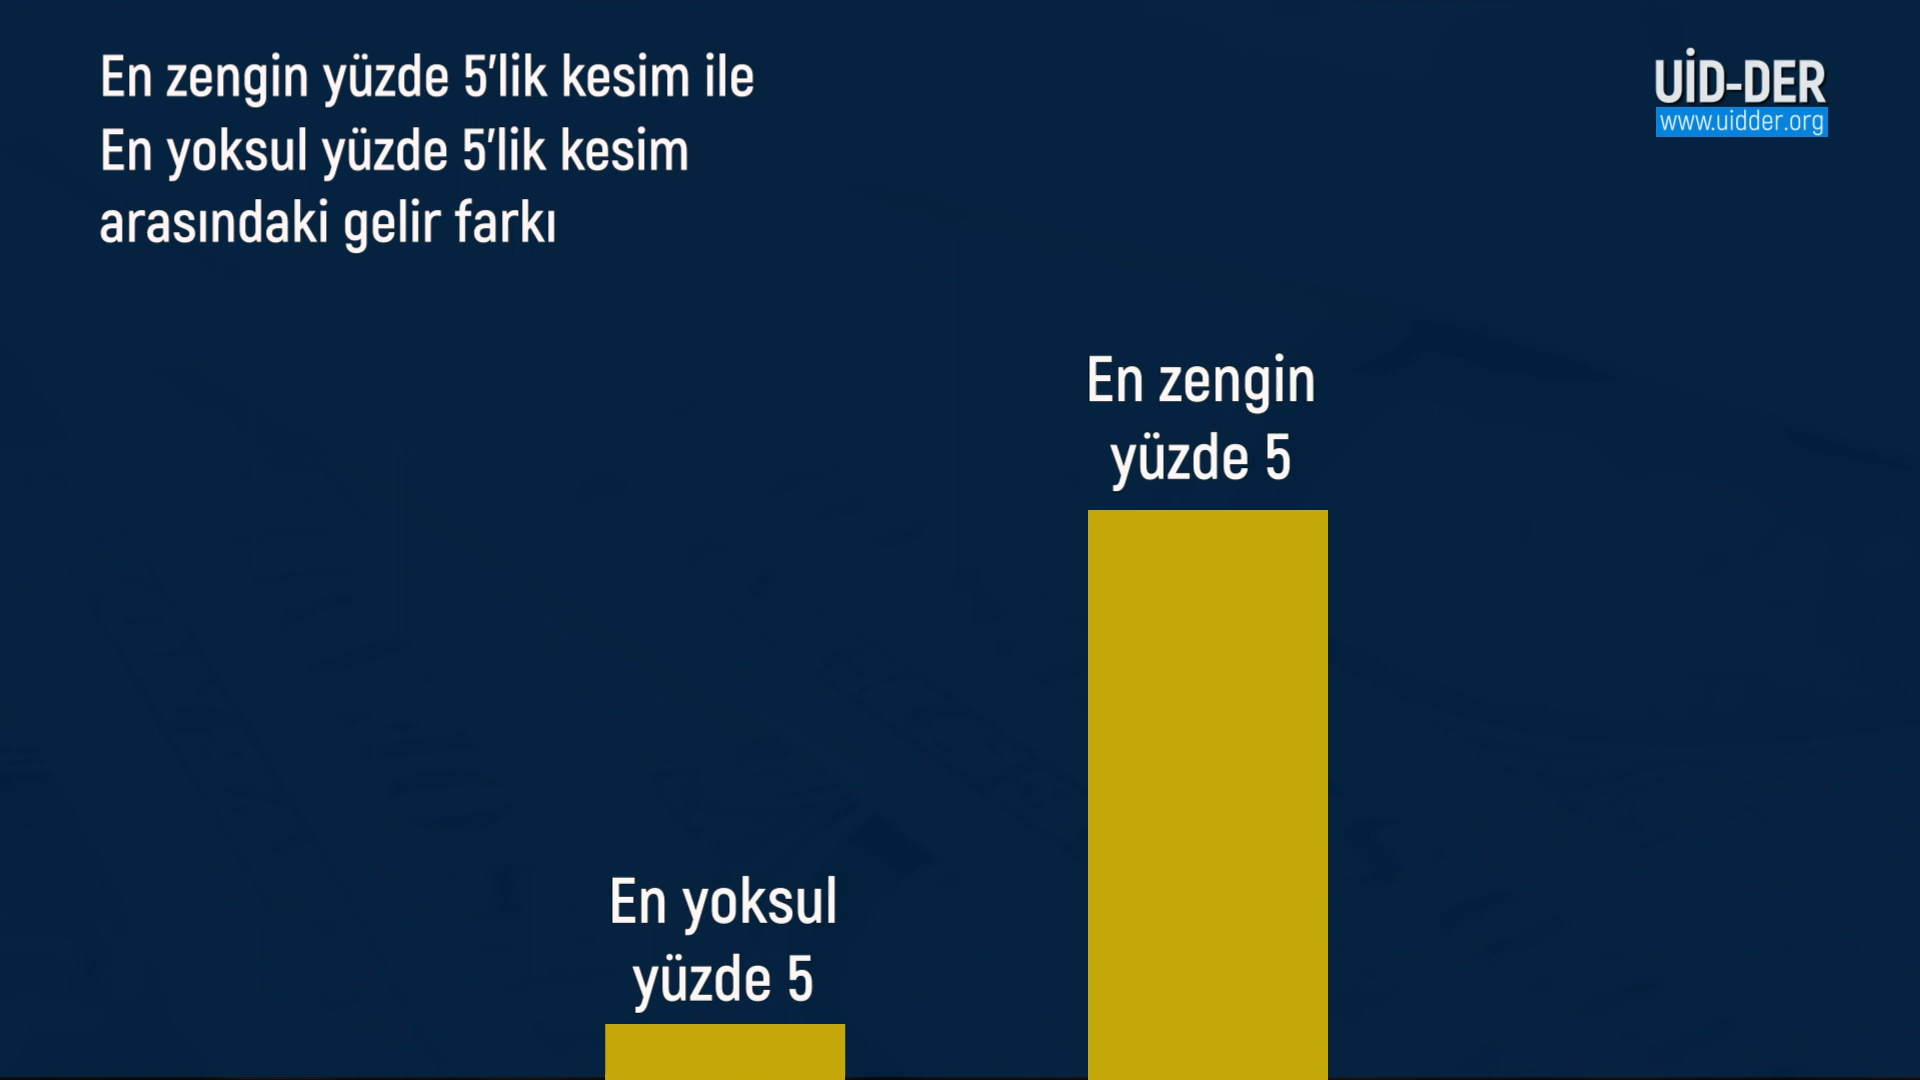 En zengin yüzde 5'lik kesim ile
En yoksul yüzde 5'lik kesim
arasındaki gelir farkı
UİD-DER
www.uidder.org
En zengin
yüzde 5
En yoksul
yüzde 5